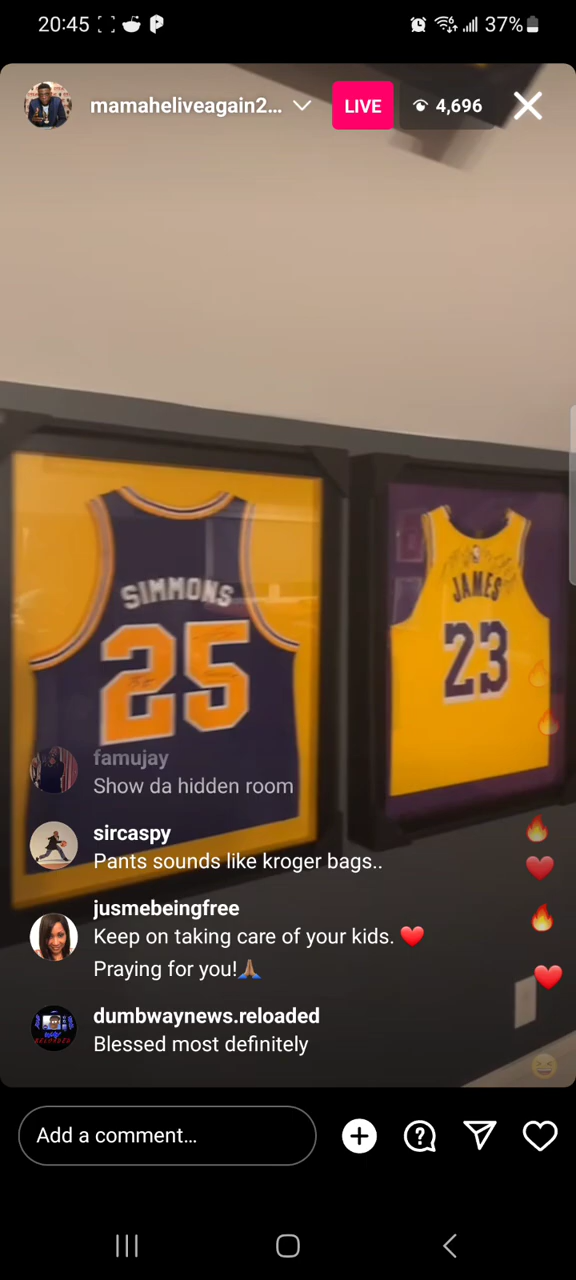 20:45
37%
mamaheliveagain2...
LIVE
4,696
SIMMONS
25
JAMES
23
famujay
Show da hidden room
sircaspy
Pants sounds like kroger bags..
jusmebeingfree
Keep on taking care of your kids. ❤️
Praying for you!🙏🏾
dumbwaynews.reloaded
Blessed most definitely
Add a comment...